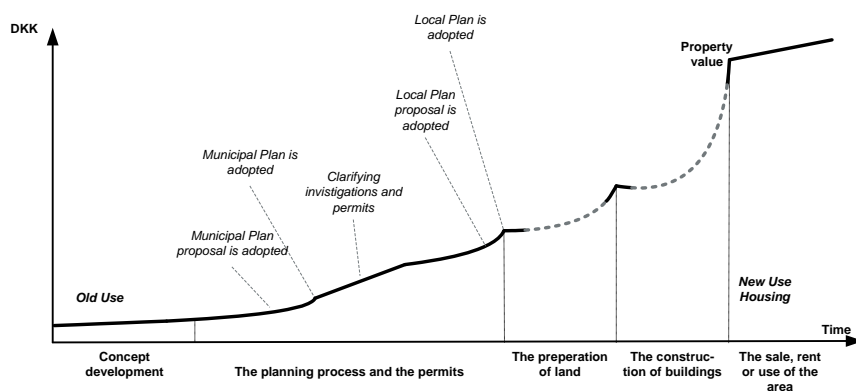 DKK
Local Plan is
adopted
Property
value
Local Plan
proposal is
adopted
Municipal Plan is
adopted
Clarifying
invistigations and
permits
Municipal Plan
proposal is adopted
Old Use
New Use
Housing
Time
Concept
development
The planning process and the permits
The preperation
of land
The construc-
tion of buildings
The sale, rent
or use of the
area